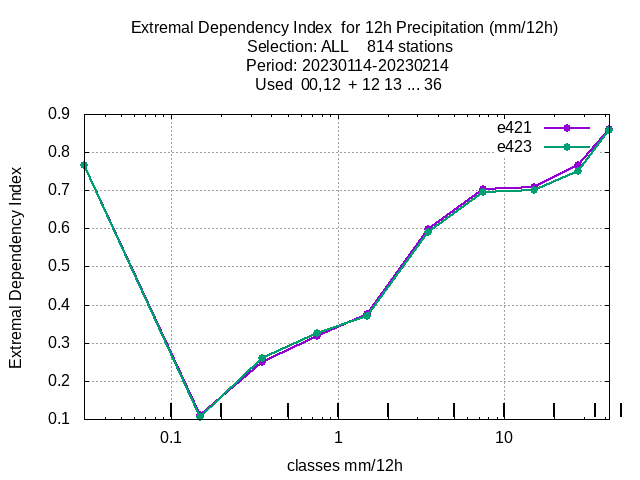 Extremal Dependency Index  for 12h Precipitation (mm/12h)
Selection: ALL    814 stations
Period: 20230114-20230214
Used  00,12  + 12 13 ... 36
e421
e423
Extremal Dependency Index
0.9
0.8
0.7
0.6
0.5
0.4
0.3
0.2
0.1
0.1 1 10
classes mm/12h